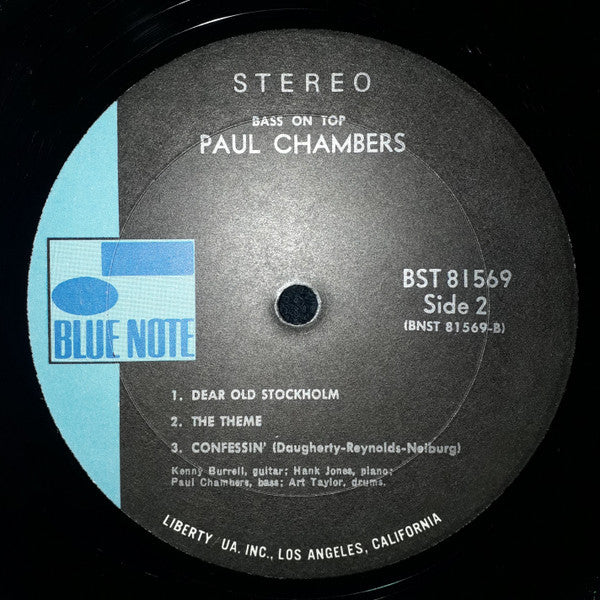 STEREO
BASS ON TOP
PAUL CHAMBERS
BLUE NOTE
BST 81569
Side 2
(BNST 81569-B)
1. DEAR OLD STOCKHOLM
2. THE THEME
3. CONFESSIN' (Daugherty-Reynolds-Neiburg)
Kenny Burrell, guitar; Hank Jones, piano;
Paul Chambers, bass; Art Taylor, drums.
LIBERTY/UA. INC., LOS ANGELES, CALIFORNIA